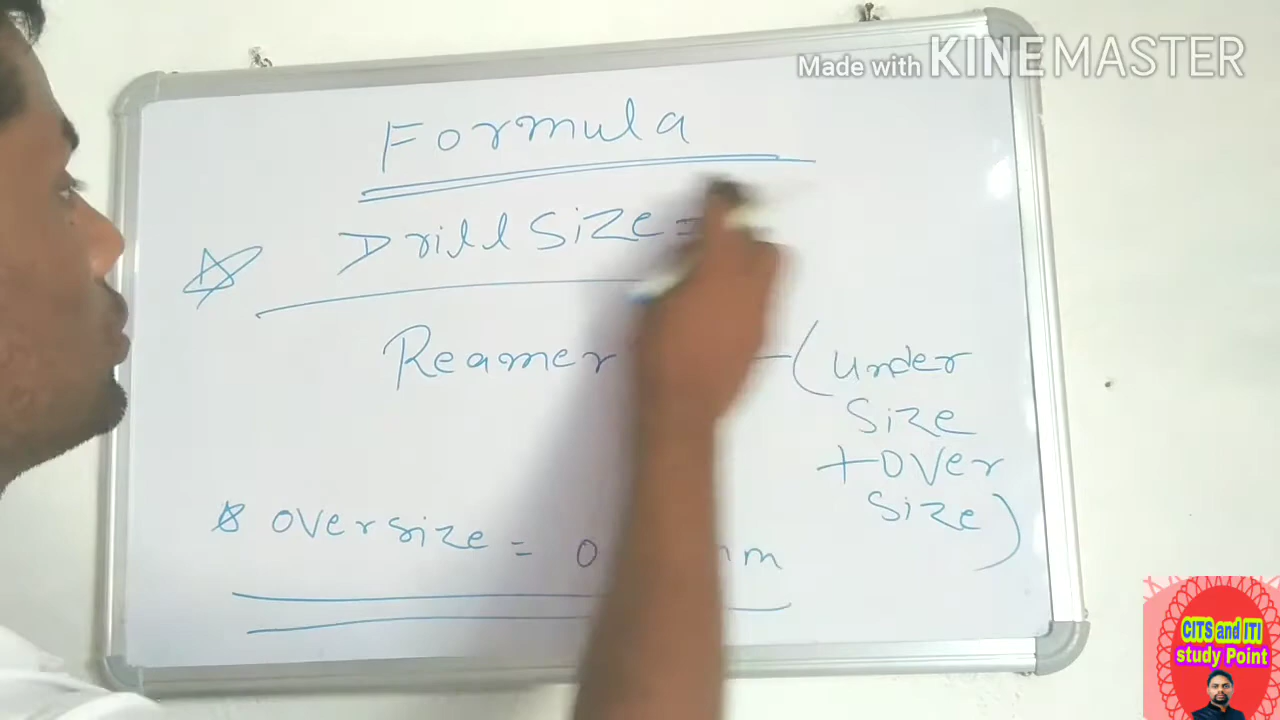 Made with KINEMASTER
Formula
Drill Size =
Reamer - (under
Size
+ over
Size)
oversize = 0 mm
CITS and ITI
study Point